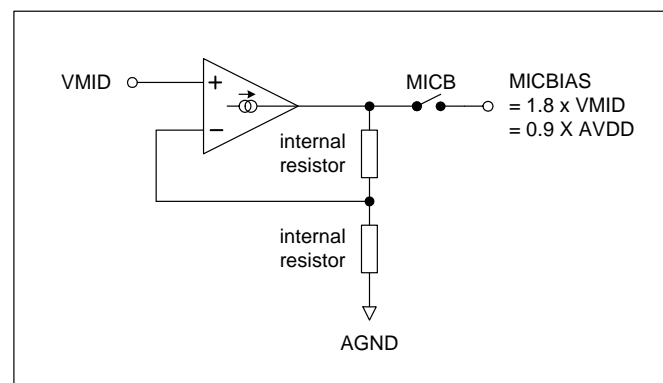 VMID
+
−
MICB
MICBIAS
= 1.8 x VMID
= 0.9 X AVDD
internal
resistor
internal
resistor
AGND